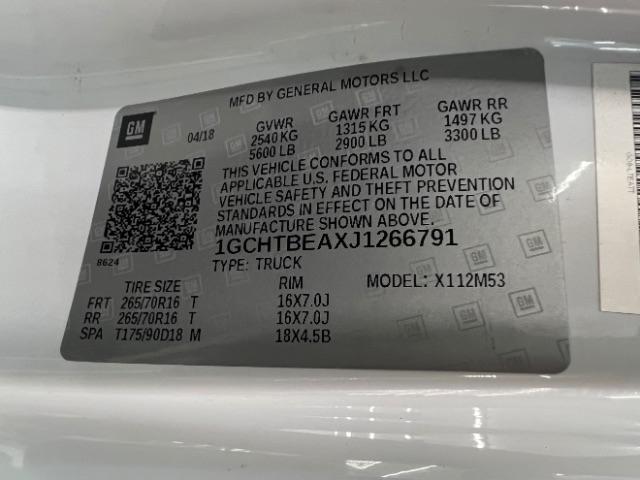 MFD BY GENERAL MOTORS LLC
GM 04/18 GVWR GAWR FRT GAWR RR
2540 KG 1315 KG 1497 KG
5600 LB 2900 LB 3300 LB
THIS VEHICLE CONFORMS TO ALL
APPLICABLE U.S. FEDERAL MOTOR
VEHICLE SAFETY AND THEFT PREVENTION
STANDARDS IN EFFECT ON THE DATE OF
MANUFACTURE SHOWN ABOVE.
8624 1GCHTBEAXJ1266791
TYPE: TRUCK
TIRE SIZE RIM MODEL: X112M53
FRT 265/70R16 T 16X7.0J
RR 265/70R16 T 16X7.0J
SPA T175/90D18 M 18X4.5B